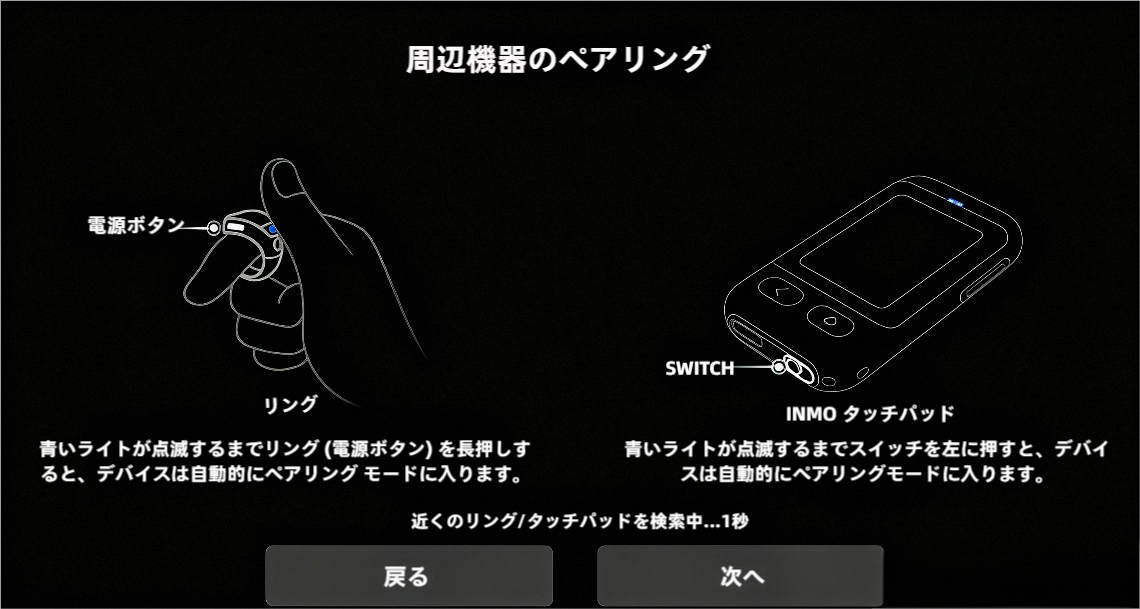 周辺機器のペアリング
電源ボタン
SWITCH
リング
INMO タッチパッド
青いライトが点滅するまでリング (電源ボタン) を長押しす
ると、デバイスは自動的にペアリング モードに入ります。
青いライトが点滅するまでスイッチを左に押すと、デバイ
スは自動的にペアリングモードに入ります。
近くのリング/タッチパッドを検索中...1秒
戻る
次へ